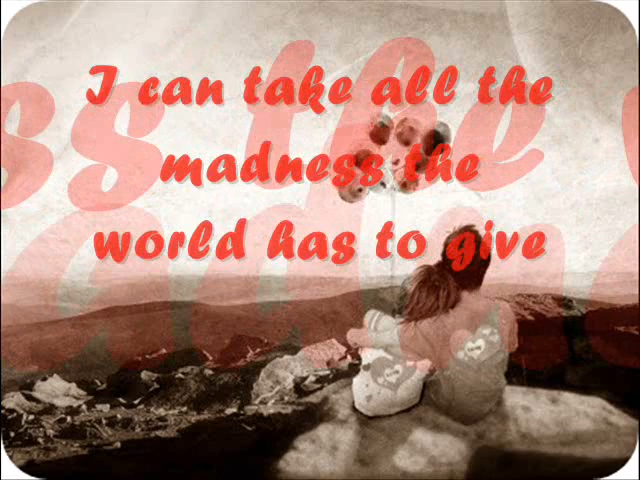 I can take all the
madness the
world has to give